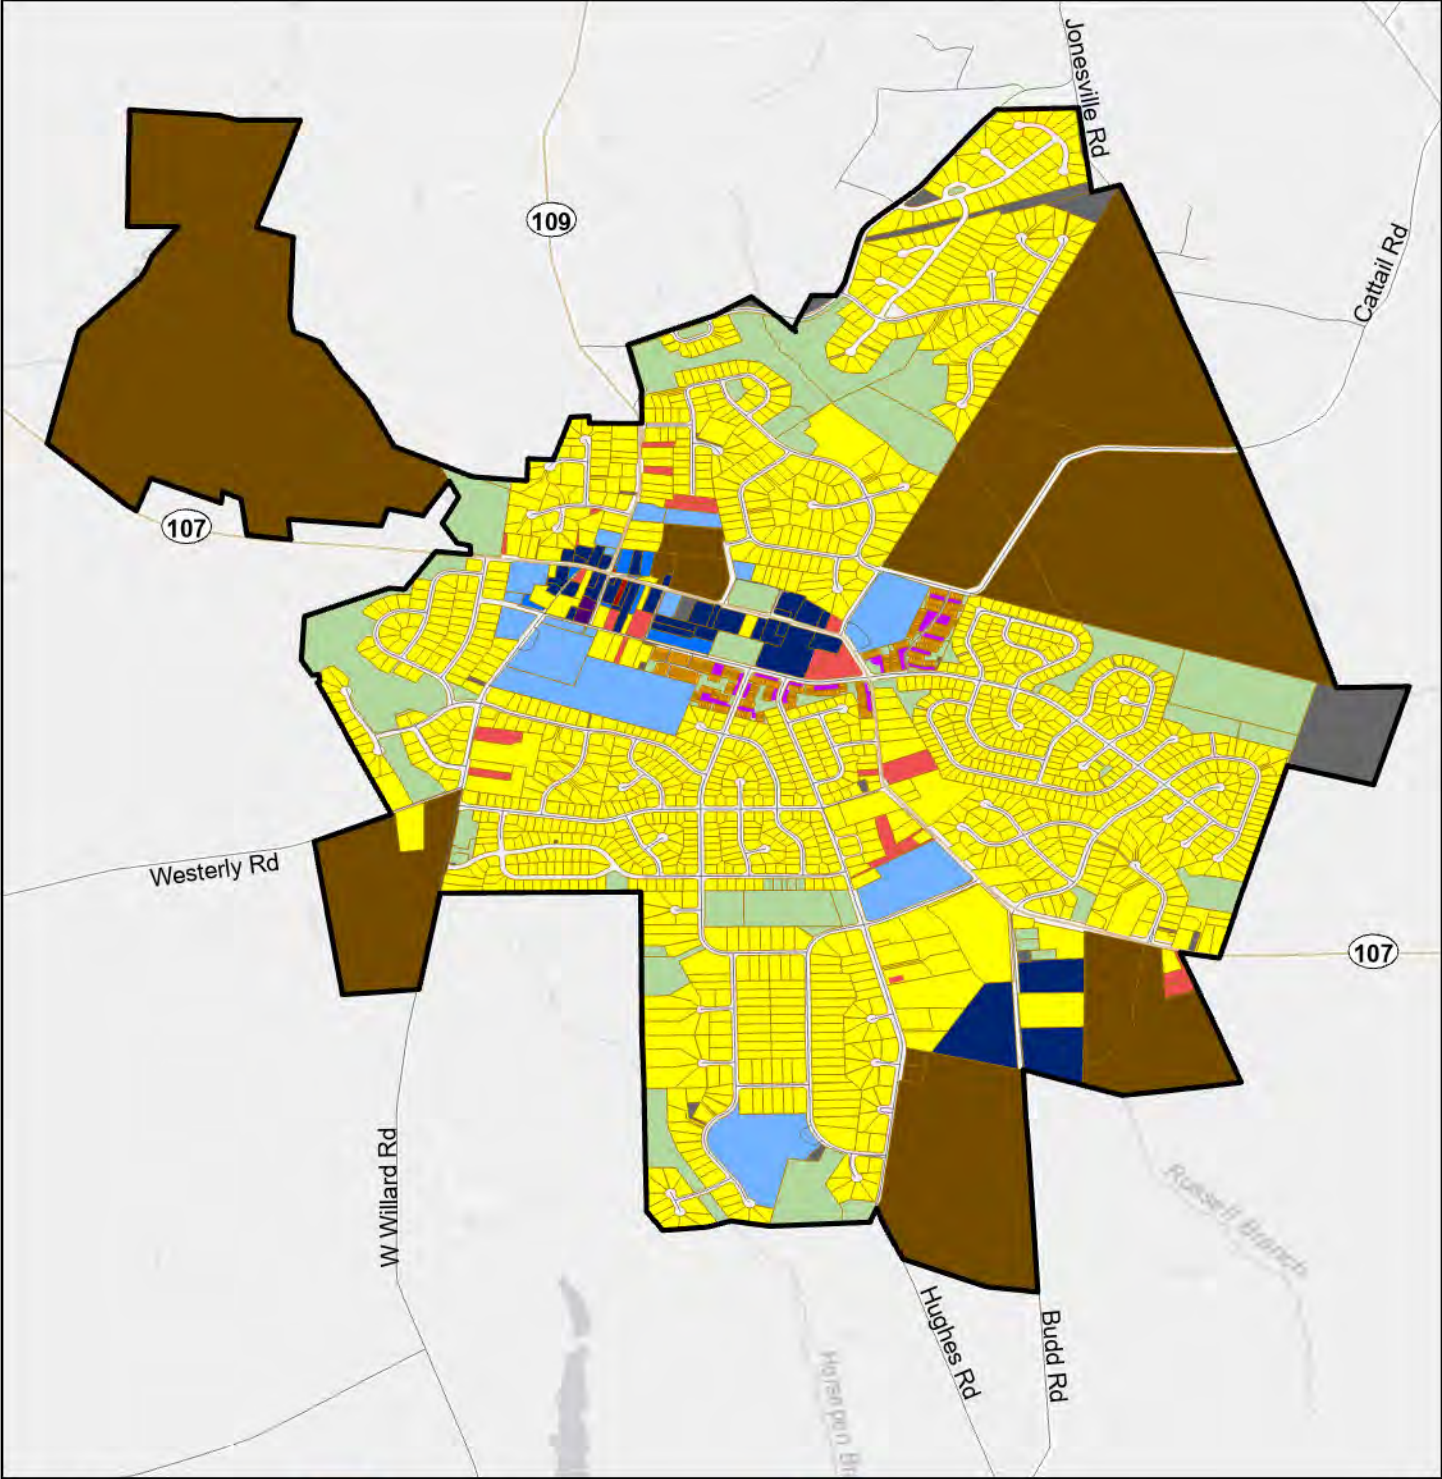 Jonesville Rd
109
Cattail Rd
107
Westerly Rd
107
W Willard Rd
Russell Branch
Hughes Rd
Budd Rd
Horsepen Br